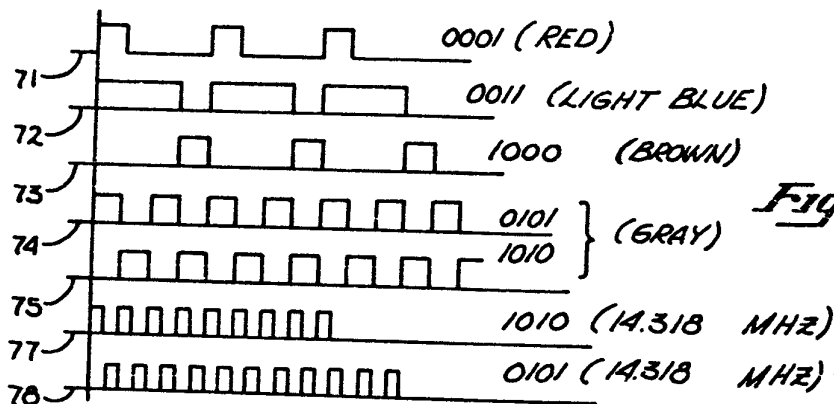 0001 (RED)
71
0011 (LIGHT BLUE)
72
1000 (BROWN)
73
0101
74
(GRAY)
Fig
1010
75
1010 (14.318 MHZ)
77
0101 (14.318 MHZ)
78